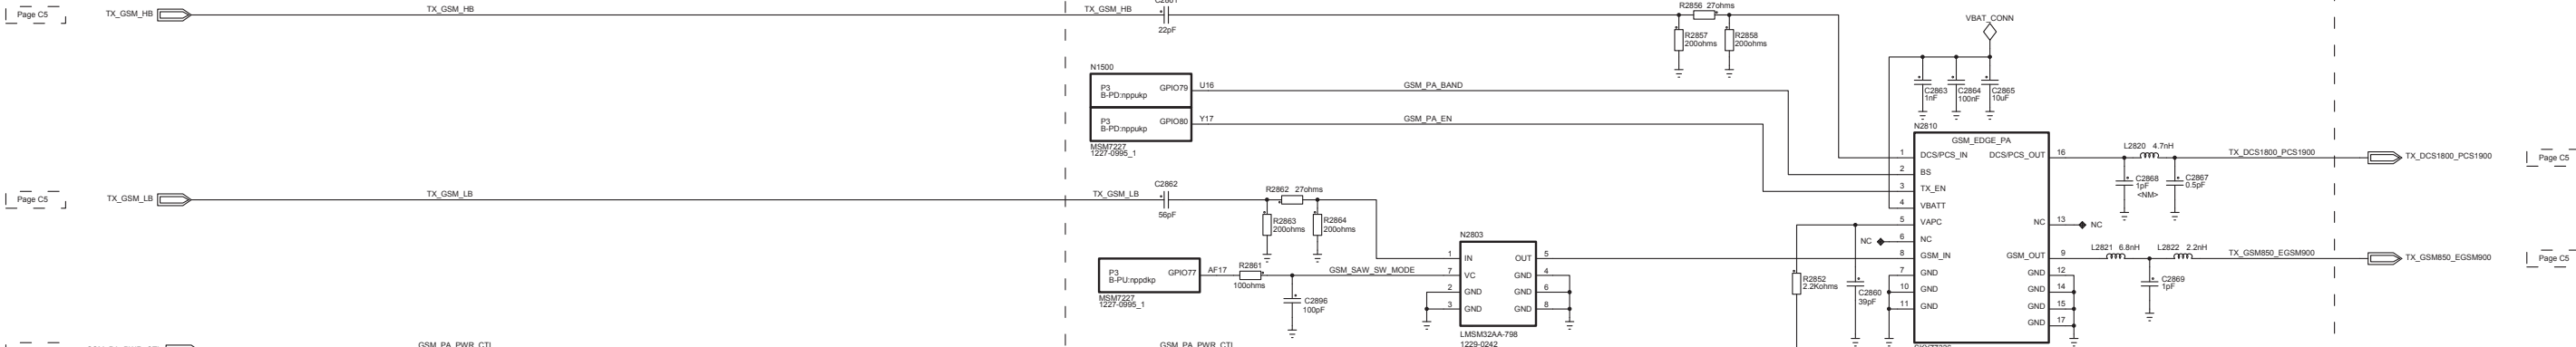 Page C5
TX_GSM_HB
TX_GSM_HB
TX_GSM_HB
22pF
R2856 27ohms
R2857
200ohms
R2858
200ohms
VBAT_CONN
C2863
1nF
C2864
100nF
C2865
10uF
N1500
P3
B-PD:nppukp
GPIO79
U16
GSM_PA_BAND
P3
B-PD:nppukp
GPIO80
Y17
GSM_PA_EN
MSM7227
1227-0995_1
N2810
GSM_EDGE_PA
1 DCS/PCS_IN
2 BS
3 TX_EN
4 VBATT
5 VAPC
NC 6 NC
8 GSM_IN
7 GND
10 GND
11 GND
DCS/PCS_OUT 16
NC 13 NC
GSM_OUT 9
GND 12
GND 14
GND 15
GND 17
L2820 4.7nH
C2868
1pF
<NM>
C2867
0.5pF
TX_DCS1800_PCS1900
TX_DCS1800_PCS1900
Page C5
Page C5
TX_GSM_LB
TX_GSM_LB
TX_GSM_LB
C2862
56pF
R2862 27ohms
R2863
200ohms
R2864
200ohms
P3
B-PU:nppdkp
GPIO77
AF17
R2861
100ohms
GSM_SAW_SW_MODE
MSM7227
1227-0995_1
C2896
100pF
N2803
1 IN
7 VC
2 GND
3 GND
OUT 5
GND 4
GND 6
GND 8
LMSM32AA-798
1229-0242
R2852
2.2Kohms
C2860
39pF
L2821 6.8nH
L2822 2.2nH
C2869
1pF
TX_GSM850_EGSM900
TX_GSM850_EGSM900
Page C5
GSM_PA_PWR_CTL
GSM_PA_PWR_CTL